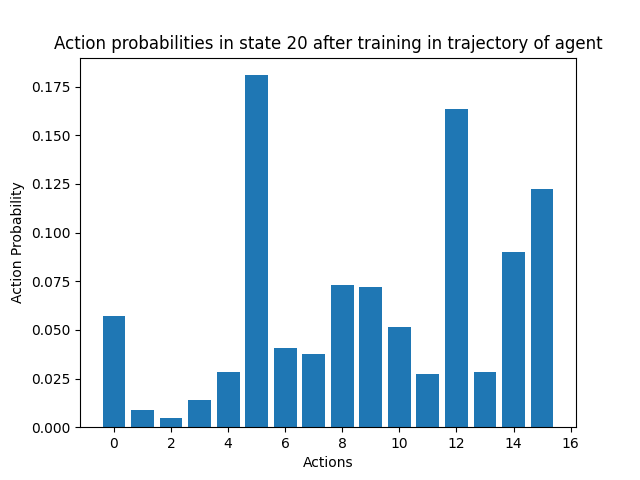 Action probabilities in state 20 after training in trajectory of agent
0.175
0.150
0.125
0.100
0.075
0.050
0.025
0.000
Action Probability
0 2 4 6 8 10 12 14 16
Actions